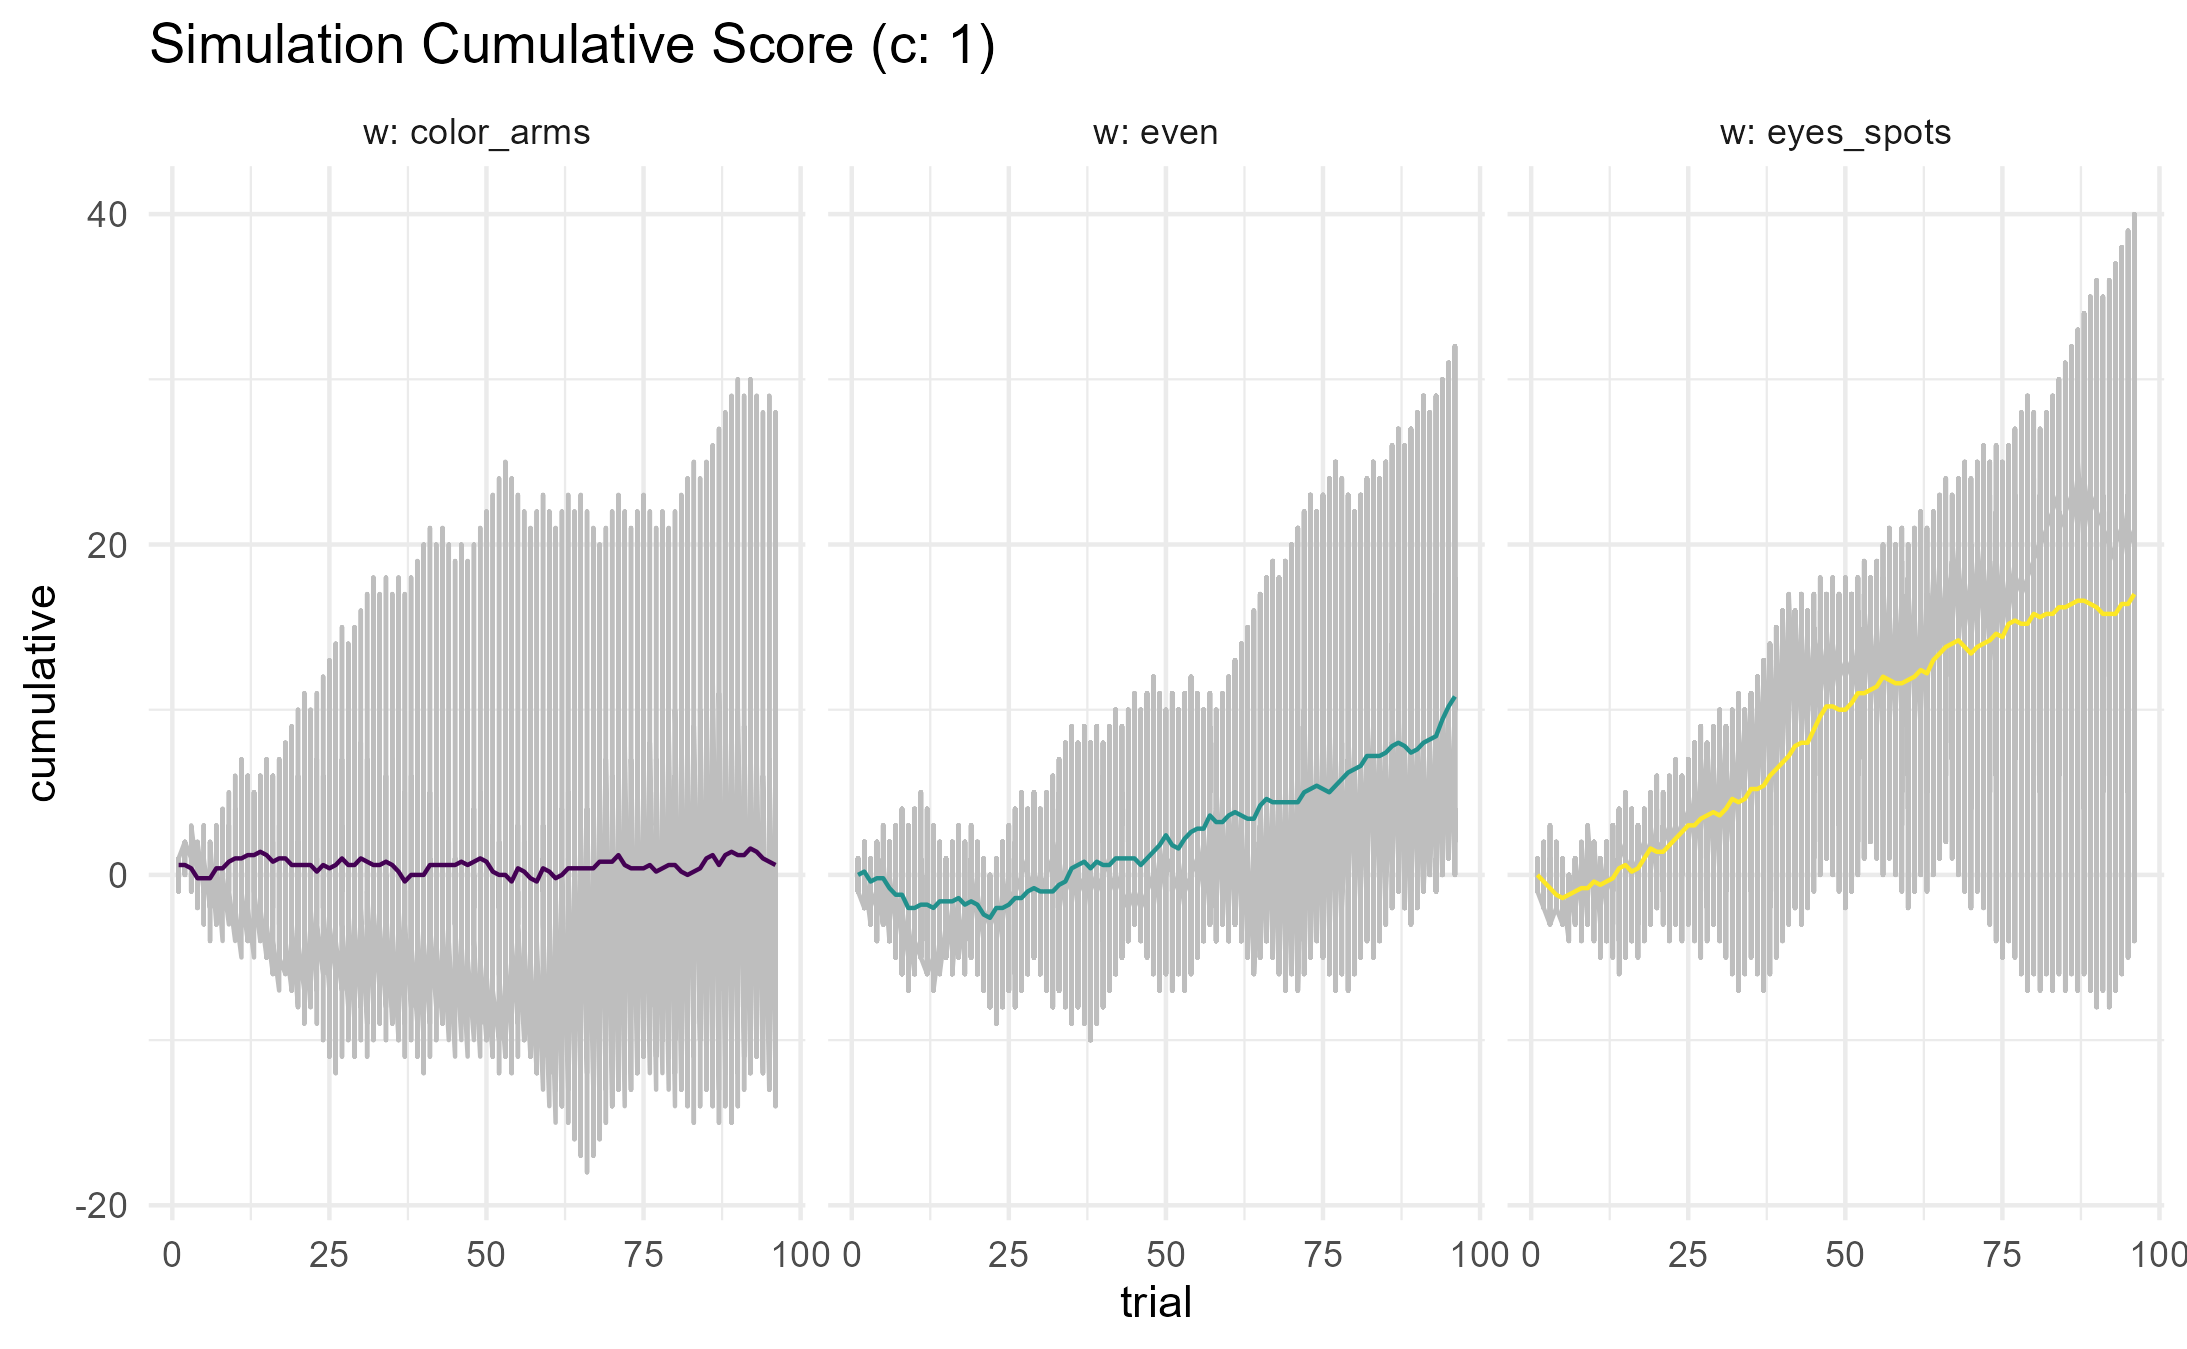 Simulation Cumulative Score (c: 1)
w: color_arms
w: even
w: eyes_spots
cumulative
40
20
0
-20
0 25 50 75 100
0 25 50 75 100
0 25 50 75 100
trial